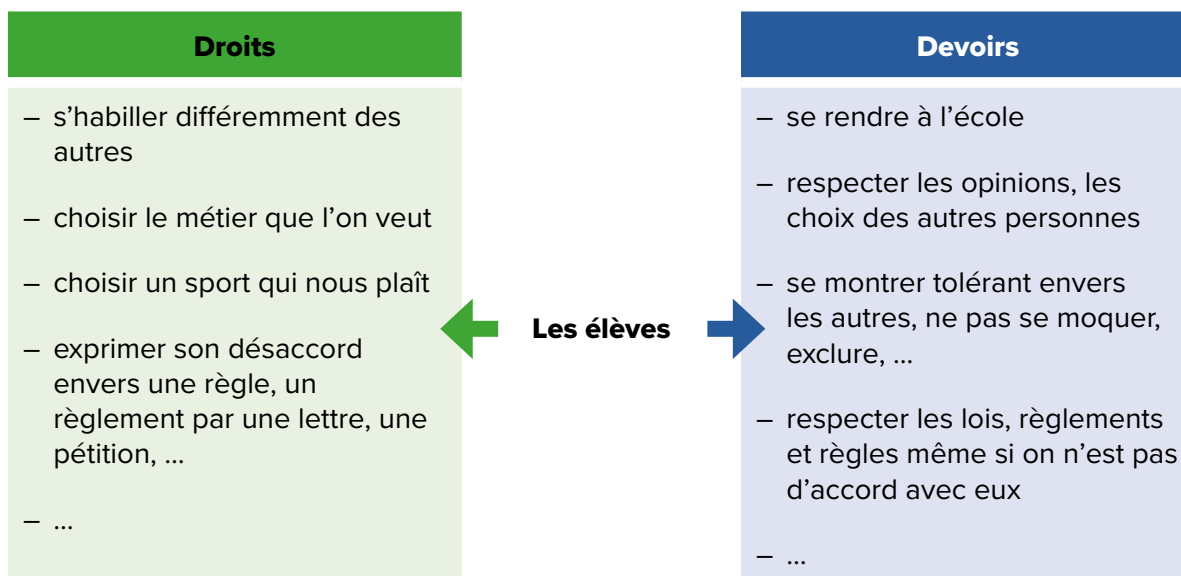 Droits
– s’habiller différemment des
autres
– choisir le métier que l’on veut
– choisir un sport qui nous plaît
– exprimer son désaccord
envers une règle, un
règlement par une lettre, une
pétition, ...
– ...
Les élèves
Devoirs
– se rendre à l’école
– respecter les opinions, les
choix des autres personnes
– se montrer tolérant envers
les autres, ne pas se moquer,
exclure, ...
– respecter les lois, règlements
et règles même si on n’est pas
d’accord avec eux
– ...